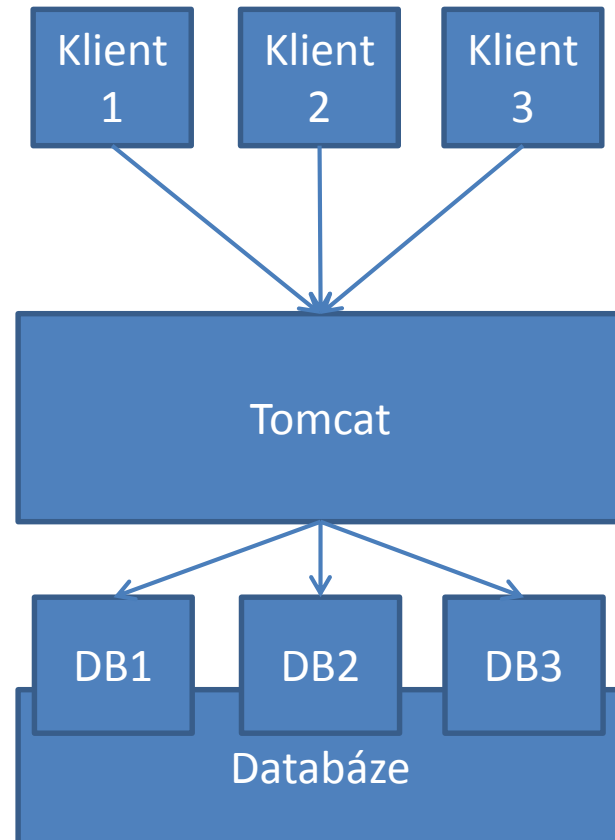 Klient
1
Klient
2
Klient
3
Tomcat
DB1
DB2
DB3
Databáze